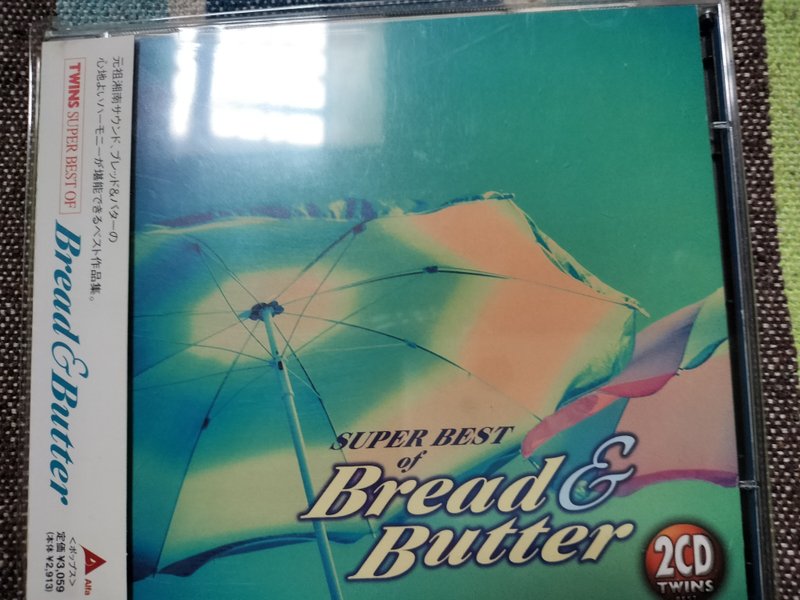 元祖湘南サウンド、ブレッド&バターの
心地よいハーモニーが堪能できるベスト作品集。
TWINS SUPER BEST OF
Bread & Butter
Alfa
<ポップス>
定価¥3,059
(本体 ¥2,913)
SUPER BEST
of
Bread &
Butter
2CD
TWINS